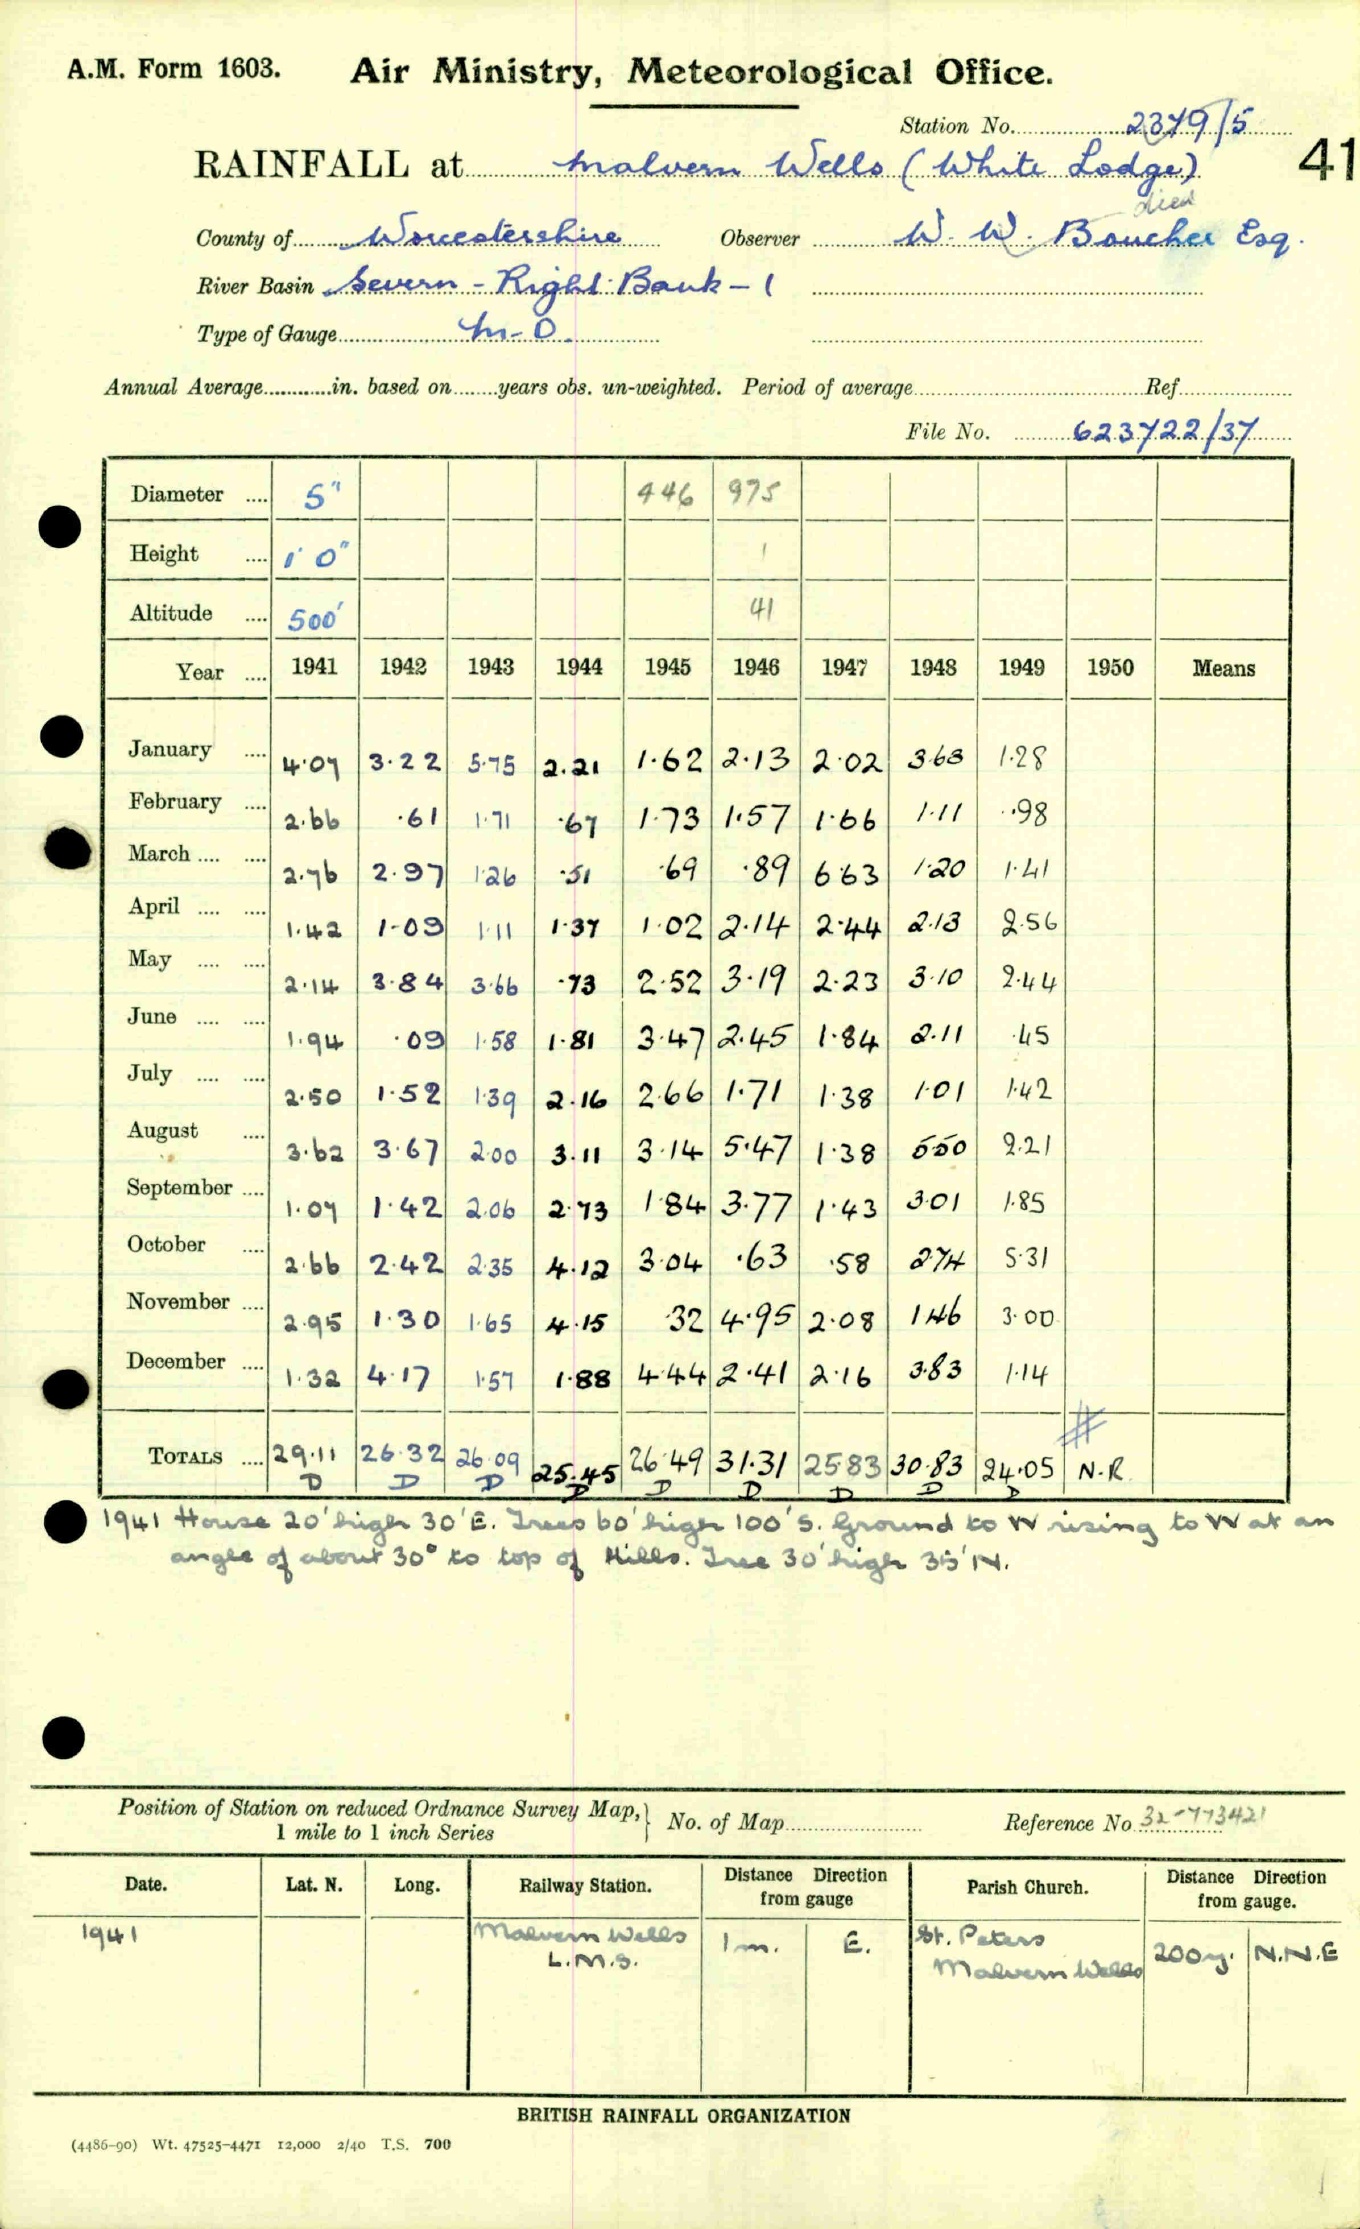 A.M. Form 1603. Air Ministry, Meteorological Office.
Station No. 2379/5
RAINFALL at Malvern Wells (White Lodge) 41
died
County of Worcestershire Observer W. W. Boucher Esq.
River Basin Severn - Right Bank - 1
Type of Gauge M-O.
Annual Average in. based on years obs. un-weighted. Period of average Ref
File No. 623722/37
Diameter .... 5" 446 975
Height .... 1' 0" 1
Altitude .... 500' 41
Year .... 1941 1942 1943 1944 1945 1946 1947 1948 1949 1950 Means
January .... 4.07 3.22 5.75 2.21 1.62 2.13 2.02 3.63 1.28
February .... 2.66 .61 1.71 .67 1.73 1.57 1.66 1.11 .98
March .... .... 2.76 2.97 1.26 .51 .69 .89 6.63 1.20 1.41
April .... .... 1.42 1.09 1.11 1.37 1.02 2.14 2.44 2.13 2.56
May .... .... 2.14 3.84 3.66 .73 2.52 3.19 2.23 3.10 2.44
June .... .... 1.94 .09 1.58 1.81 3.47 2.45 1.84 2.11 .45
July .... .... 2.50 1.52 1.39 2.16 2.66 1.71 1.38 1.01 1.42
August .... 3.62 3.67 2.00 3.11 3.14 5.47 1.38 5.50 2.21
September .... 1.07 1.42 2.06 2.73 1.84 3.77 1.43 3.01 1.85
October .... 2.66 2.42 2.35 4.12 3.04 .63 .58 2.74 5.31
November .... 2.95 1.30 1.65 4.15 .32 4.95 2.08 1.46 3.00
December .... 1.32 4.17 1.57 1.88 4.44 2.41 2.16 3.83 1.14
TOTALS .... 29.11 26.32 26.09 25.45 26.49 31.31 25.83 30.83 24.05 N.R.
D D D D D D D D D
1941 House 20' high 30' E. Trees 60' high 100' S. Ground to W rising to W at an
angle of about 30° to top of Hills. Tree 30' high 35' N.
Position of Station on reduced Ordnance Survey Map, } No. of Map Reference No 32-773421
1 mile to 1 inch Series
Date. Lat. N. Long. Railway Station. Distance Direction from gauge Parish Church. Distance Direction from gauge.
1941 Malvern Wells 1m. E. St. Peters 200y. N.N.E
L.M.S. Malvern Wells
BRITISH RAINFALL ORGANIZATION
(4486-90) Wt. 47525-4471 12,000 2/40 T.S. 700